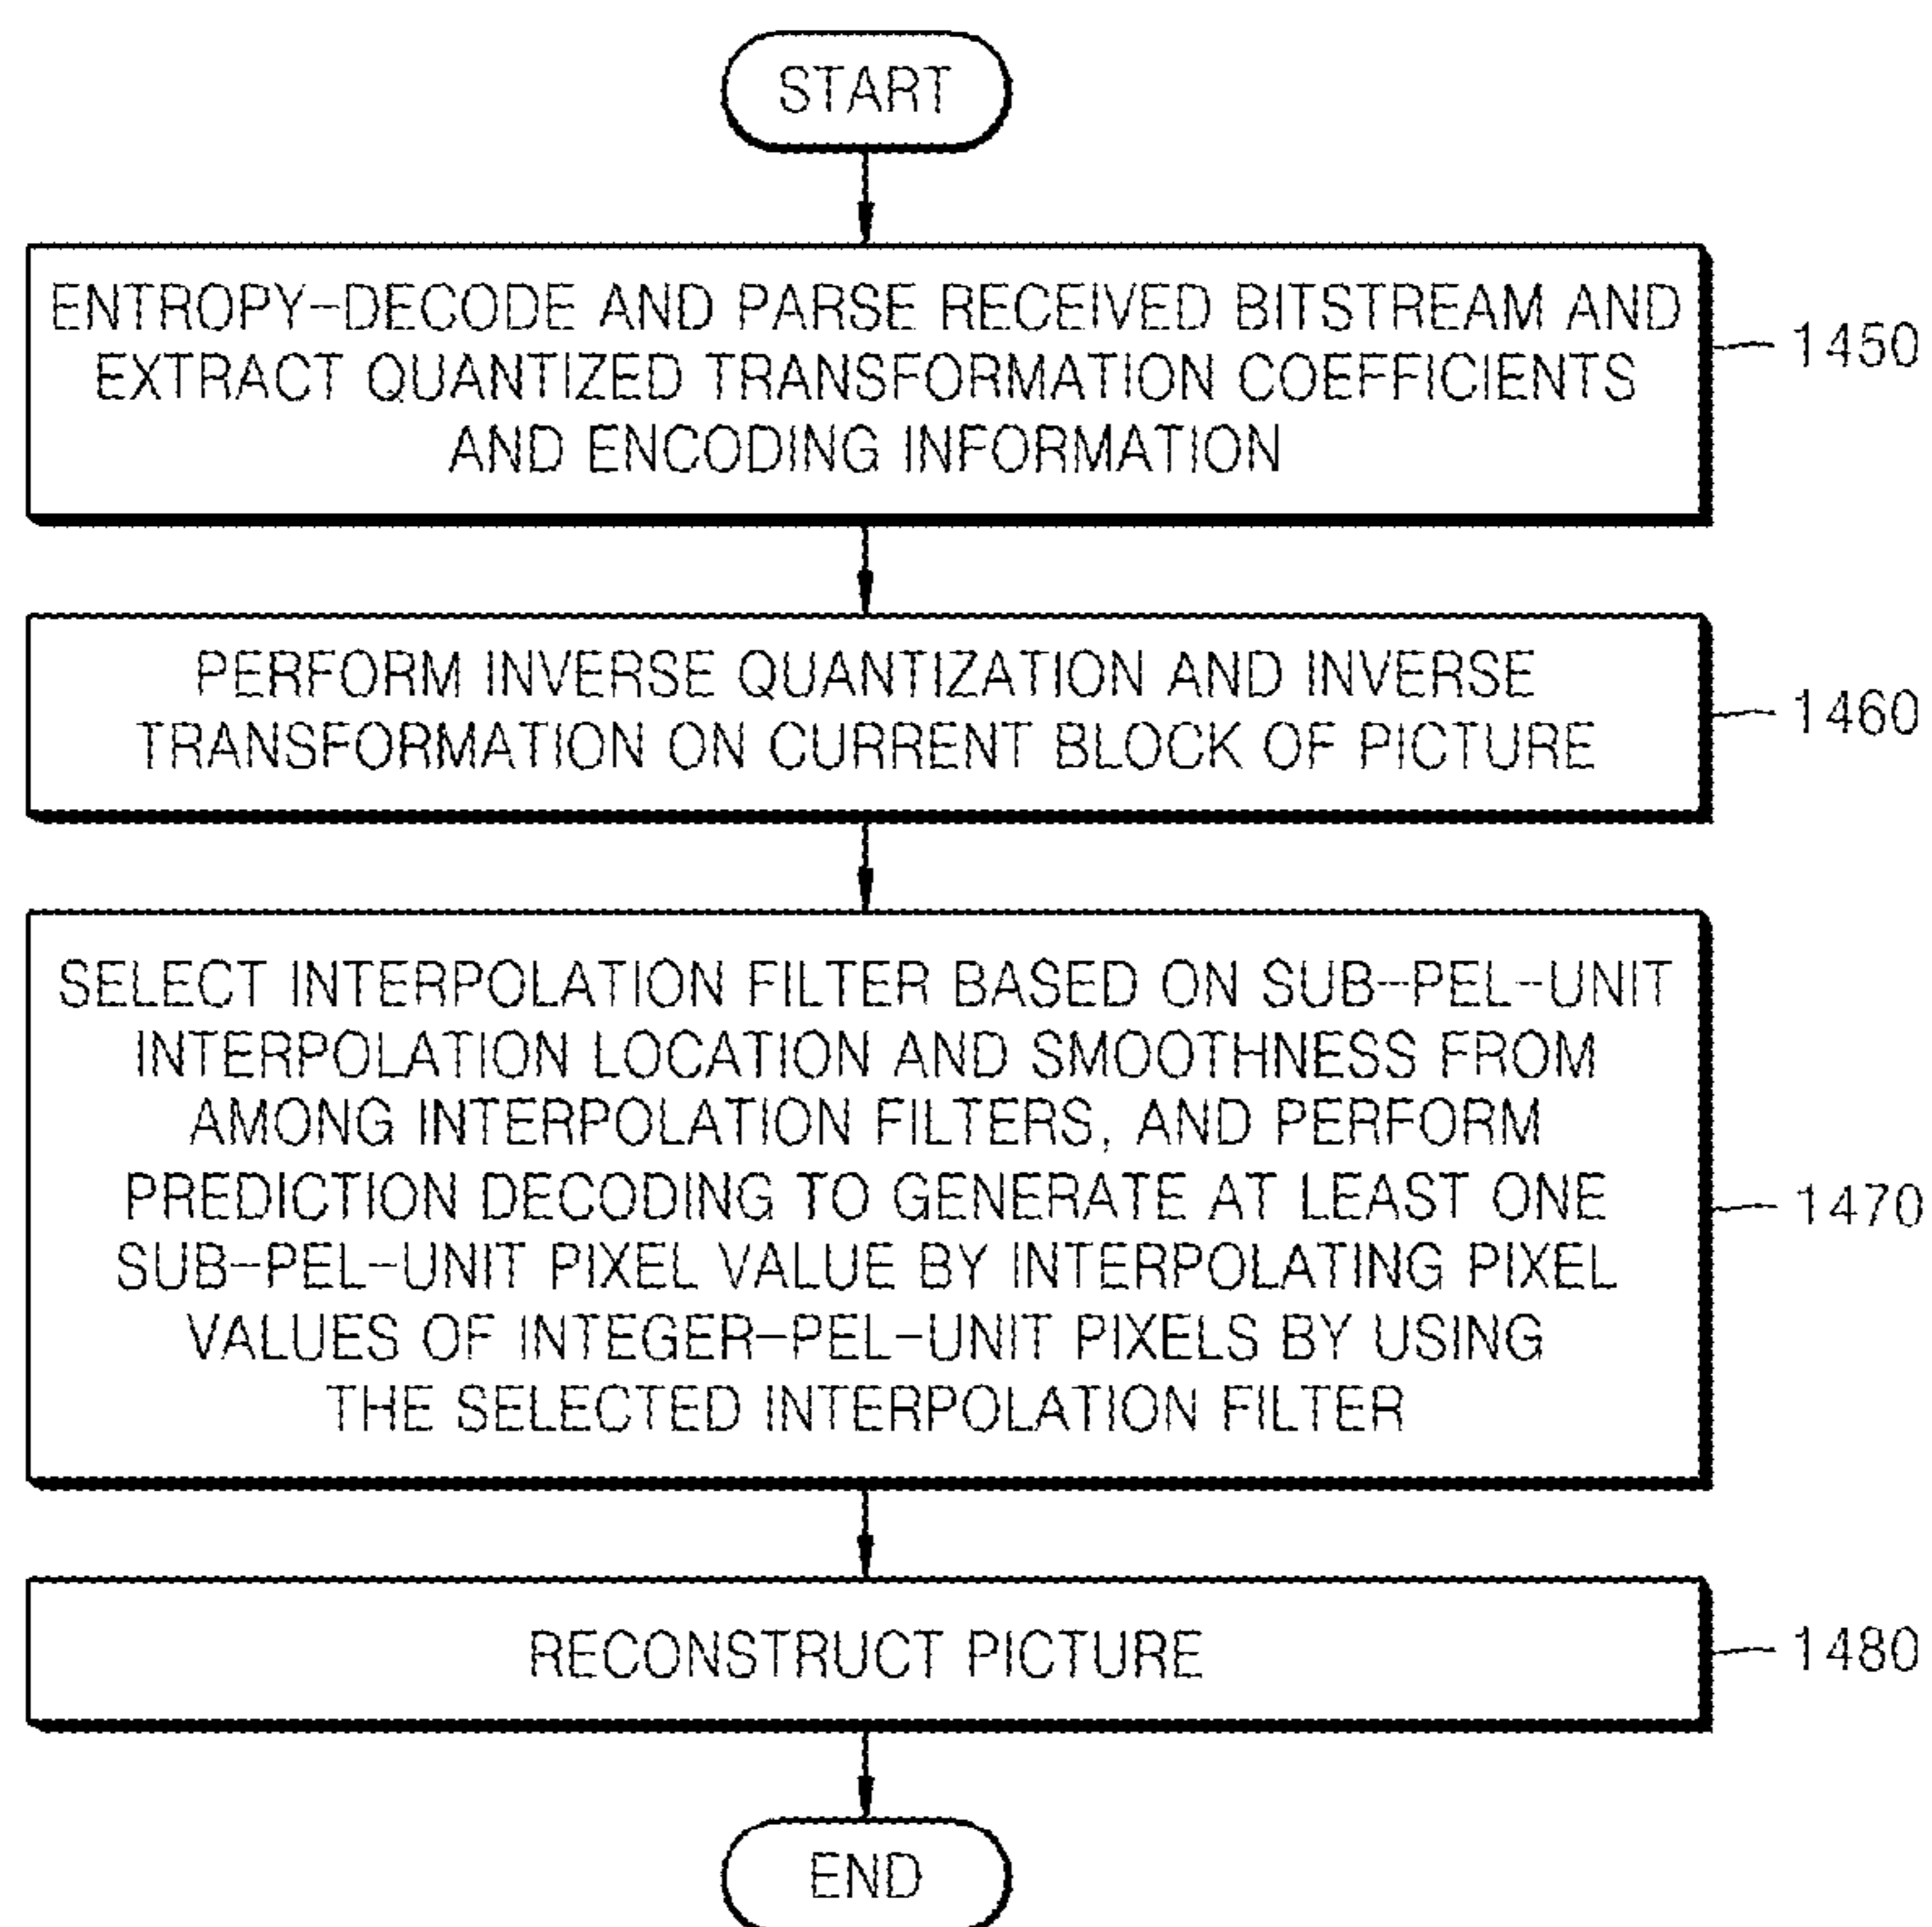 START
ENTROPY-DECODE AND PARSE RECEIVED BITSTREAM AND
EXTRACT QUANTIZED TRANSFORMATION COEFFICIENTS
AND ENCODING INFORMATION
1450
PERFORM INVERSE QUANTIZATION AND INVERSE
TRANSFORMATION ON CURRENT BLOCK OF PICTURE
1460
SELECT INTERPOLATION FILTER BASED ON SUB-PEL-UNIT
INTERPOLATION LOCATION AND SMOOTHNESS FROM
AMONG INTERPOLATION FILTERS, AND PERFORM
PREDICTION DECODING TO GENERATE AT LEAST ONE
SUB-PEL-UNIT PIXEL VALUE BY INTERPOLATING PIXEL
VALUES OF INTEGER-PEL-UNIT PIXELS BY USING
THE SELECTED INTERPOLATION FILTER
1470
RECONSTRUCT PICTURE
1480
END